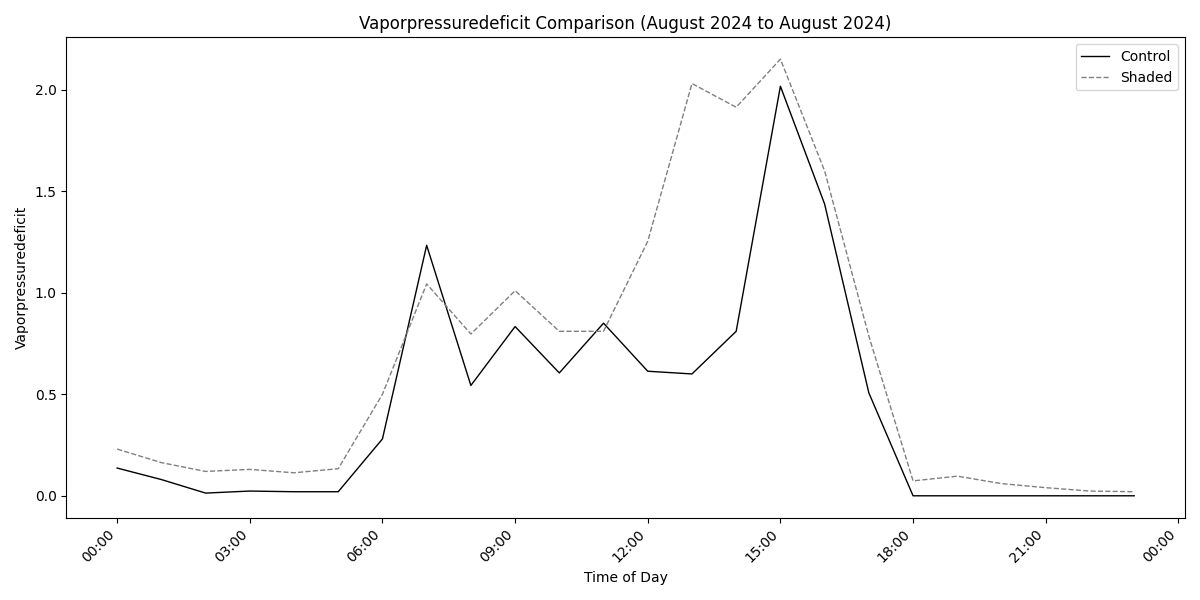 Vaporpressuredeficit Comparison (August 2024 to August 2024)
Control
Shaded
Vaporpressuredeficit
2.0
1.5
1.0
0.5
0.0
00:00
03:00
06:00
09:00
12:00
15:00
18:00
21:00
00:00
Time of Day